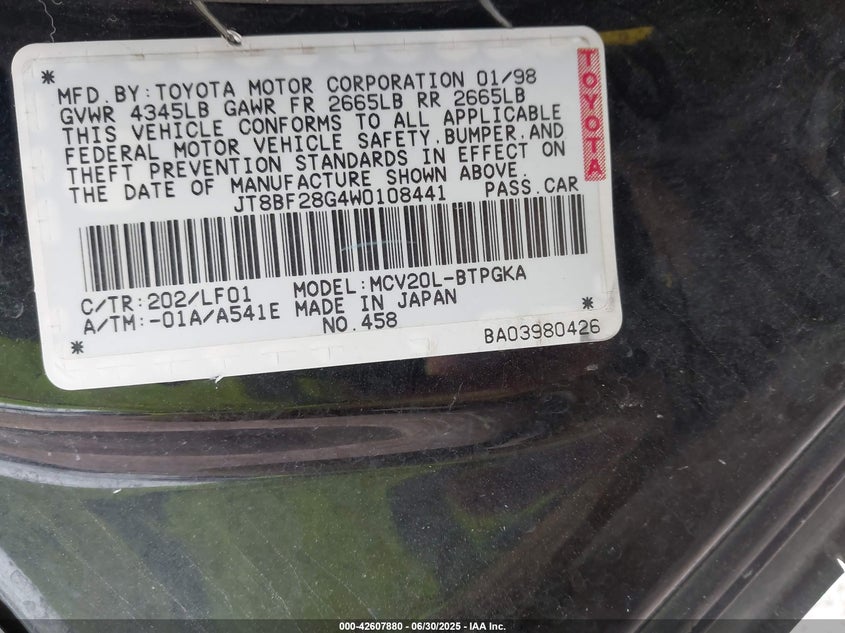 * MFD.BY:TOYOTA MOTOR CORPORATION 01/98
GVWR 4345LB GAWR FR 2665LB RR 2665LB
THIS VEHICLE CONFORMS TO ALL APPLICABLE
FEDERAL MOTOR VEHICLE SAFETY,BUMPER,AND
THEFT PREVENTION STANDARDS IN EFFECT ON
THE DATE OF MANUFACTURE SHOWN ABOVE.
JT8BF28G4W0108441 PASS.CAR
TOYOTA
C/TR:202/LF01 MODEL:MCV20L-BTPGKA
A/TM:-01A/A541E MADE IN JAPAN *
* NO.458 BA03980426
000-42607880 - 06/30/2025 - IAA Inc.